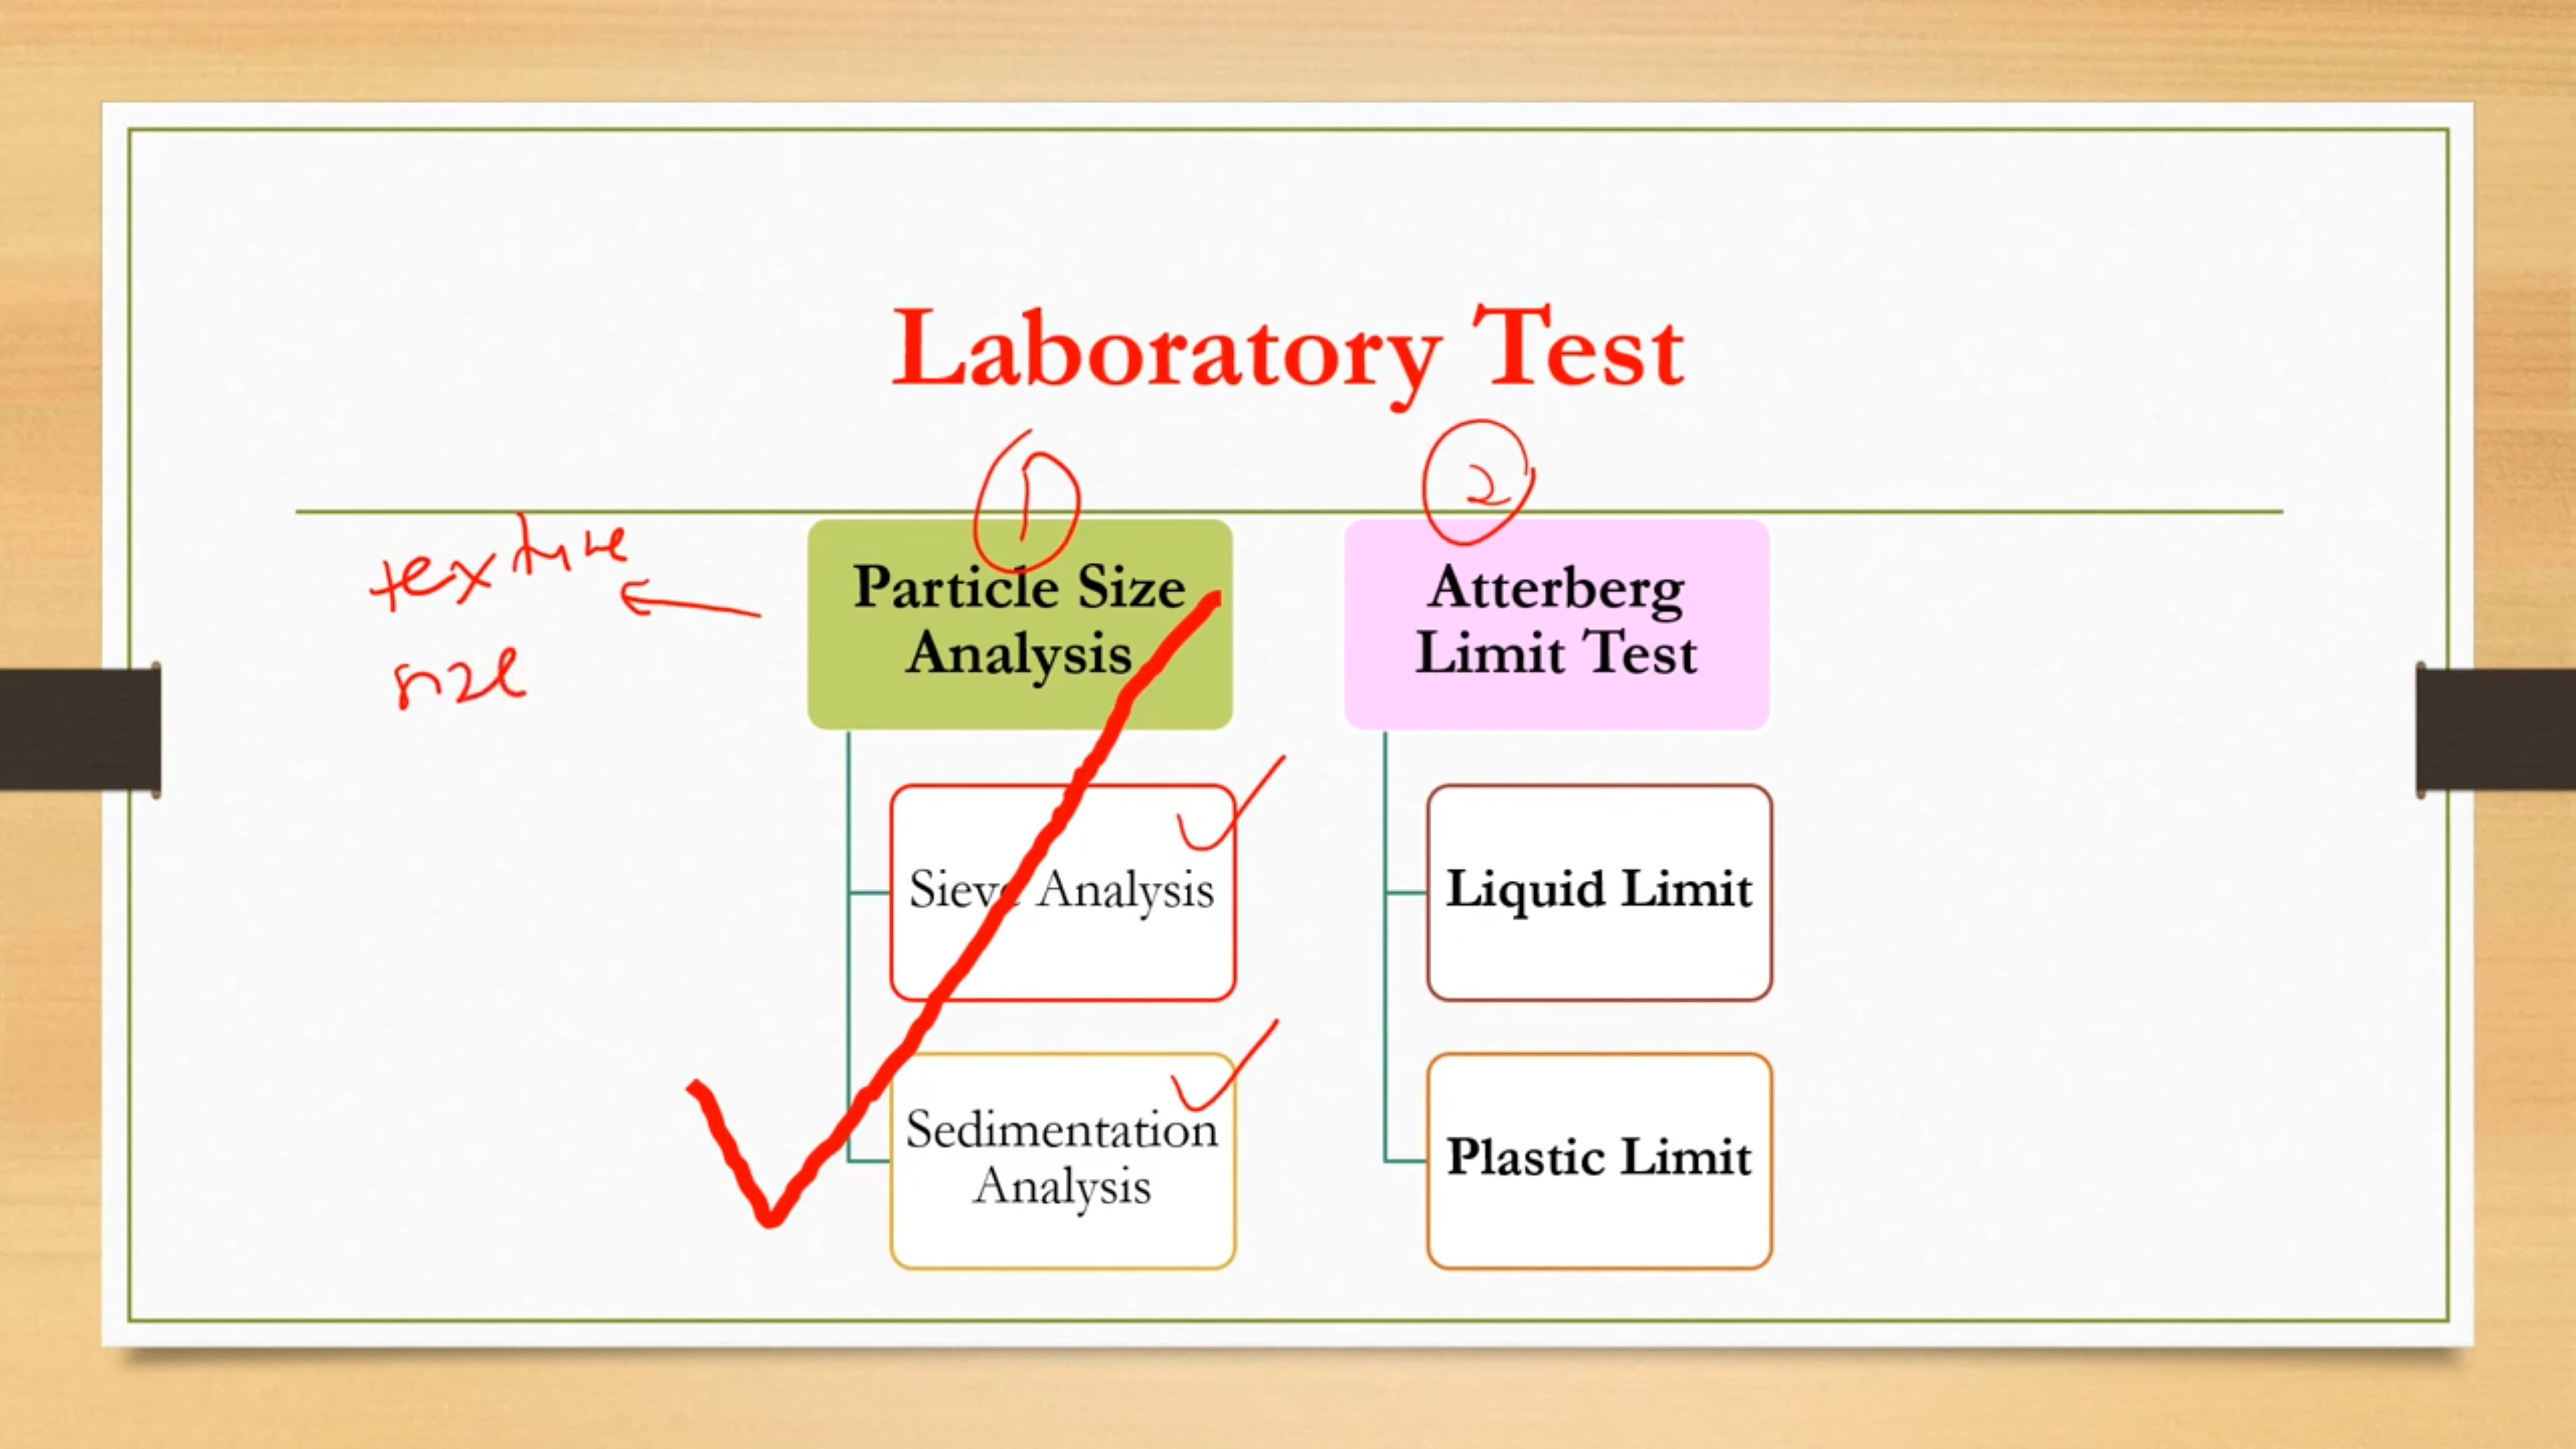 Laboratory Test
1
2
texture
size
Particle Size
Analysis
Sieve Analysis
Sedimentation
Analysis
Atterberg
Limit Test
Liquid Limit
Plastic Limit